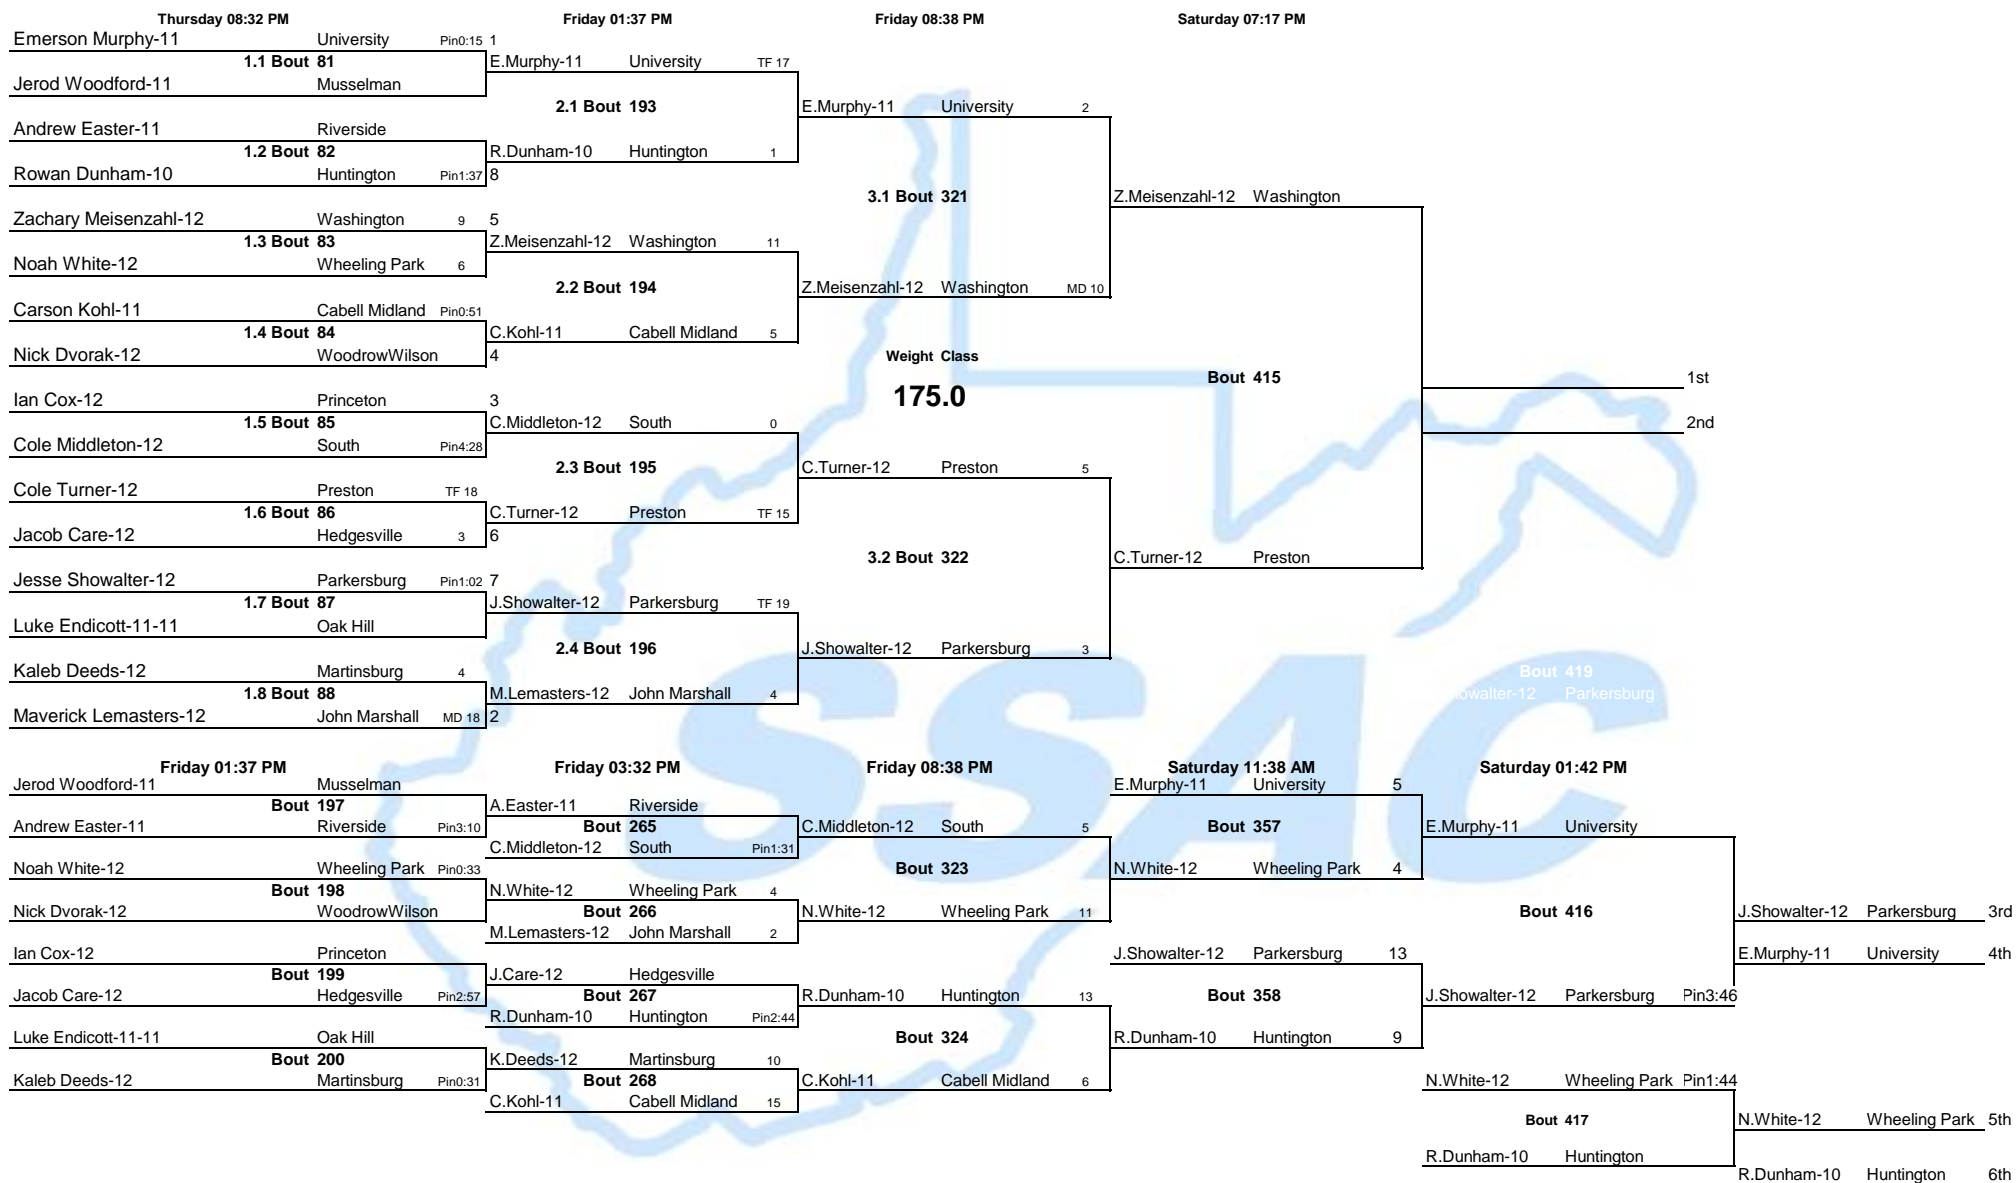 Thursday 08:32 PM Friday 01:37 PM Friday 08:38 PM Saturday 07:17 PM
Emerson Murphy-11 University Pin0:15 1
1.1 Bout 81 E.Murphy-11 University TF 17
Jerod Woodford-11 Musselman
2.1 Bout 193 E.Murphy-11 University 2
Andrew Easter-11 Riverside
1.2 Bout 82 R.Dunham-10 Huntington 1
Rowan Dunham-10 Huntington Pin1:37 8
3.1 Bout 321 Z.Meisenzahl-12 Washington
Zachary Meisenzahl-12 Washington 9 5
1.3 Bout 83 Z.Meisenzahl-12 Washington 11
Noah White-12 Wheeling Park 6
2.2 Bout 194 Z.Meisenzahl-12 Washington MD 10
Carson Kohl-11 Cabell Midland Pin0:51
1.4 Bout 84 C.Kohl-11 Cabell Midland 5
Nick Dvorak-12 WoodrowWilson 4 Weight Class
Bout 415 1st
Ian Cox-12 Princeton 3 175.0
1.5 Bout 85 C.Middleton-12 South 0 2nd
Cole Middleton-12 South Pin4:28
2.3 Bout 195 C.Turner-12 Preston 5
Cole Turner-12 Preston TF 18
1.6 Bout 86 C.Turner-12 Preston TF 15
Jacob Care-12 Hedgesville 3 6
3.2 Bout 322 C.Turner-12 Preston
Jesse Showalter-12 Parkersburg Pin1:02 7
1.7 Bout 87 J.Showalter-12 Parkersburg TF 19
Luke Endicott-11-11 Oak Hill
2.4 Bout 196 J.Showalter-12 Parkersburg 3
Kaleb Deeds-12 Martinsburg 4 Bout 419
1.8 Bout 88 M.Lemasters-12 John Marshall 4 owalter-12 Parkersburg
Maverick Lemasters-12 John Marshall MD 18 2
SSAC
Friday 01:37 PM Friday 03:32 PM Friday 08:38 PM Saturday 11:38 AM Saturday 01:42 PM
Jerod Woodford-11 Musselman E.Murphy-11 University 5
Bout 197 A.Easter-11 Riverside
Andrew Easter-11 Riverside Pin3:10 Bout 265 C.Middleton-12 South 5 Bout 357 E.Murphy-11 University
C.Middleton-12 South Pin1:31
Noah White-12 Wheeling Park Pin0:33 Bout 323 N.White-12 Wheeling Park 4
Bout 198 N.White-12 Wheeling Park 4
Nick Dvorak-12 WoodrowWilson Bout 266 N.White-12 Wheeling Park 11 Bout 416 J.Showalter-12 Parkersburg 3rd
M.Lemasters-12 John Marshall 2
Ian Cox-12 Princeton J.Showalter-12 Parkersburg 13 E.Murphy-11 University 4th
Bout 199 J.Care-12 Hedgesville
Jacob Care-12 Hedgesville Pin2:57 Bout 267 R.Dunham-10 Huntington 13 Bout 358 J.Showalter-12 Parkersburg Pin3:46
R.Dunham-10 Huntington Pin2:44
Luke Endicott-11-11 Oak Hill Bout 324 R.Dunham-10 Huntington 9
Bout 200 K.Deeds-12 Martinsburg 10
Kaleb Deeds-12 Martinsburg Pin0:31 Bout 268 C.Kohl-11 Cabell Midland 6 N.White-12 Wheeling Park Pin1:44
C.Kohl-11 Cabell Midland 15
Bout 417 N.White-12 Wheeling Park 5th
R.Dunham-10 Huntington
R.Dunham-10 Huntington 6th